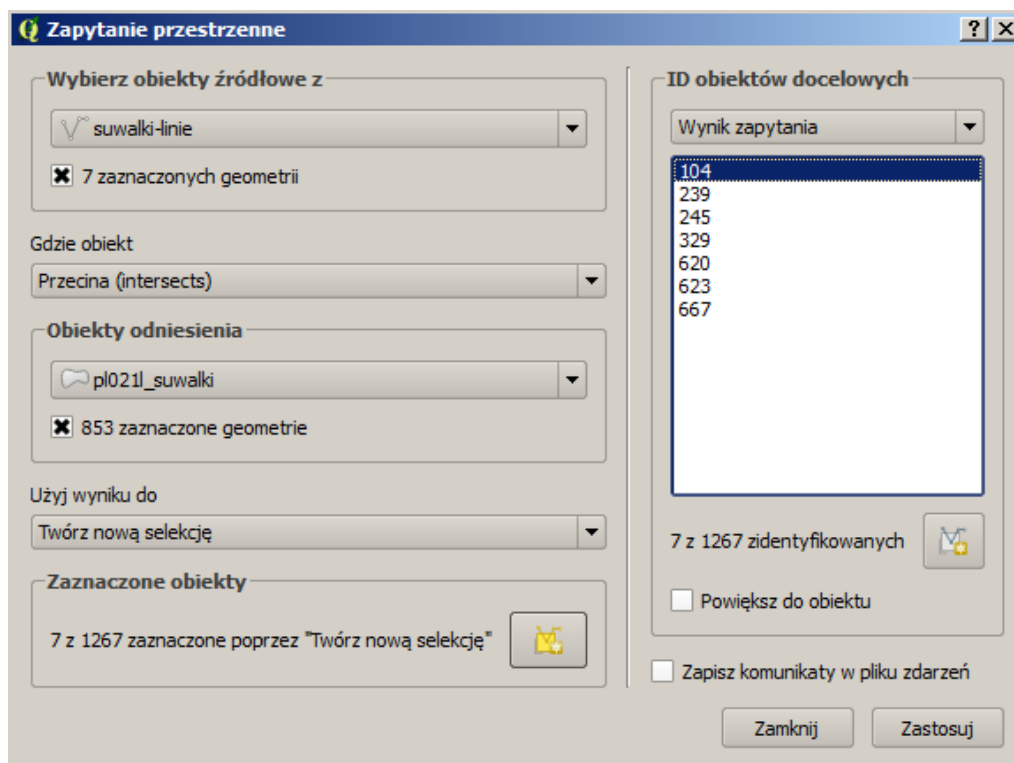 Zapytanie przestrzenne
Wybierz obiekty źródłowe z
suwalki-linie
7 zaznaczonych geometrii
Gdzie obiekt
Przecina (intersects)
Obiekty odniesienia
pl021l_suwalki
853 zaznaczone geometrie
Użyj wyniku do
Twórz nową selekcję
Zaznaczone obiekty
7 z 1267 zaznaczone poprzez "Twórz nową selekcję"
ID obiektów docelowych
Wynik zapytania
104
239
245
329
620
623
667
7 z 1267 zidentyfikowanych
Powiększ do obiektu
Zapisz komunikaty w pliku zdarzeń
Zamknij
Zastosuj